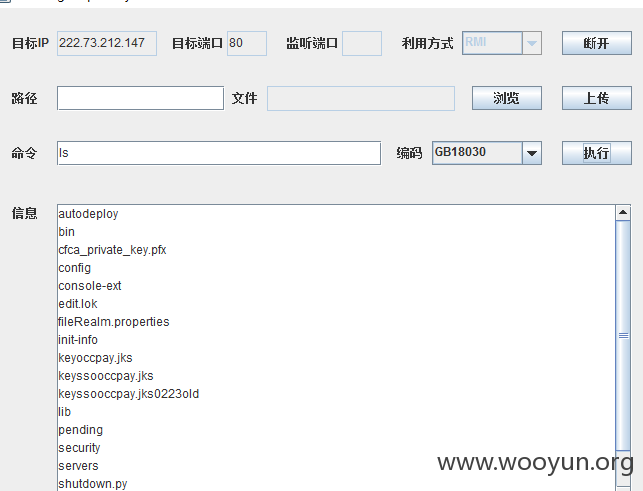 目标IP 222.73.212.147 目标端口 80 监听端口 利用方式 RMI 断开
路径 文件 浏览 上传
命令 ls 编码 GB18030 执行
信息
autodeploy
bin
cfca_private_key.pfx
config
console-ext
edit.lok
fileRealm.properties
init-info
keyoccpay.jks
keyssooccpay.jks
keyssooccpay.jks0223old
lib
pending
security
servers
shutdown.py
www.wooyun.org